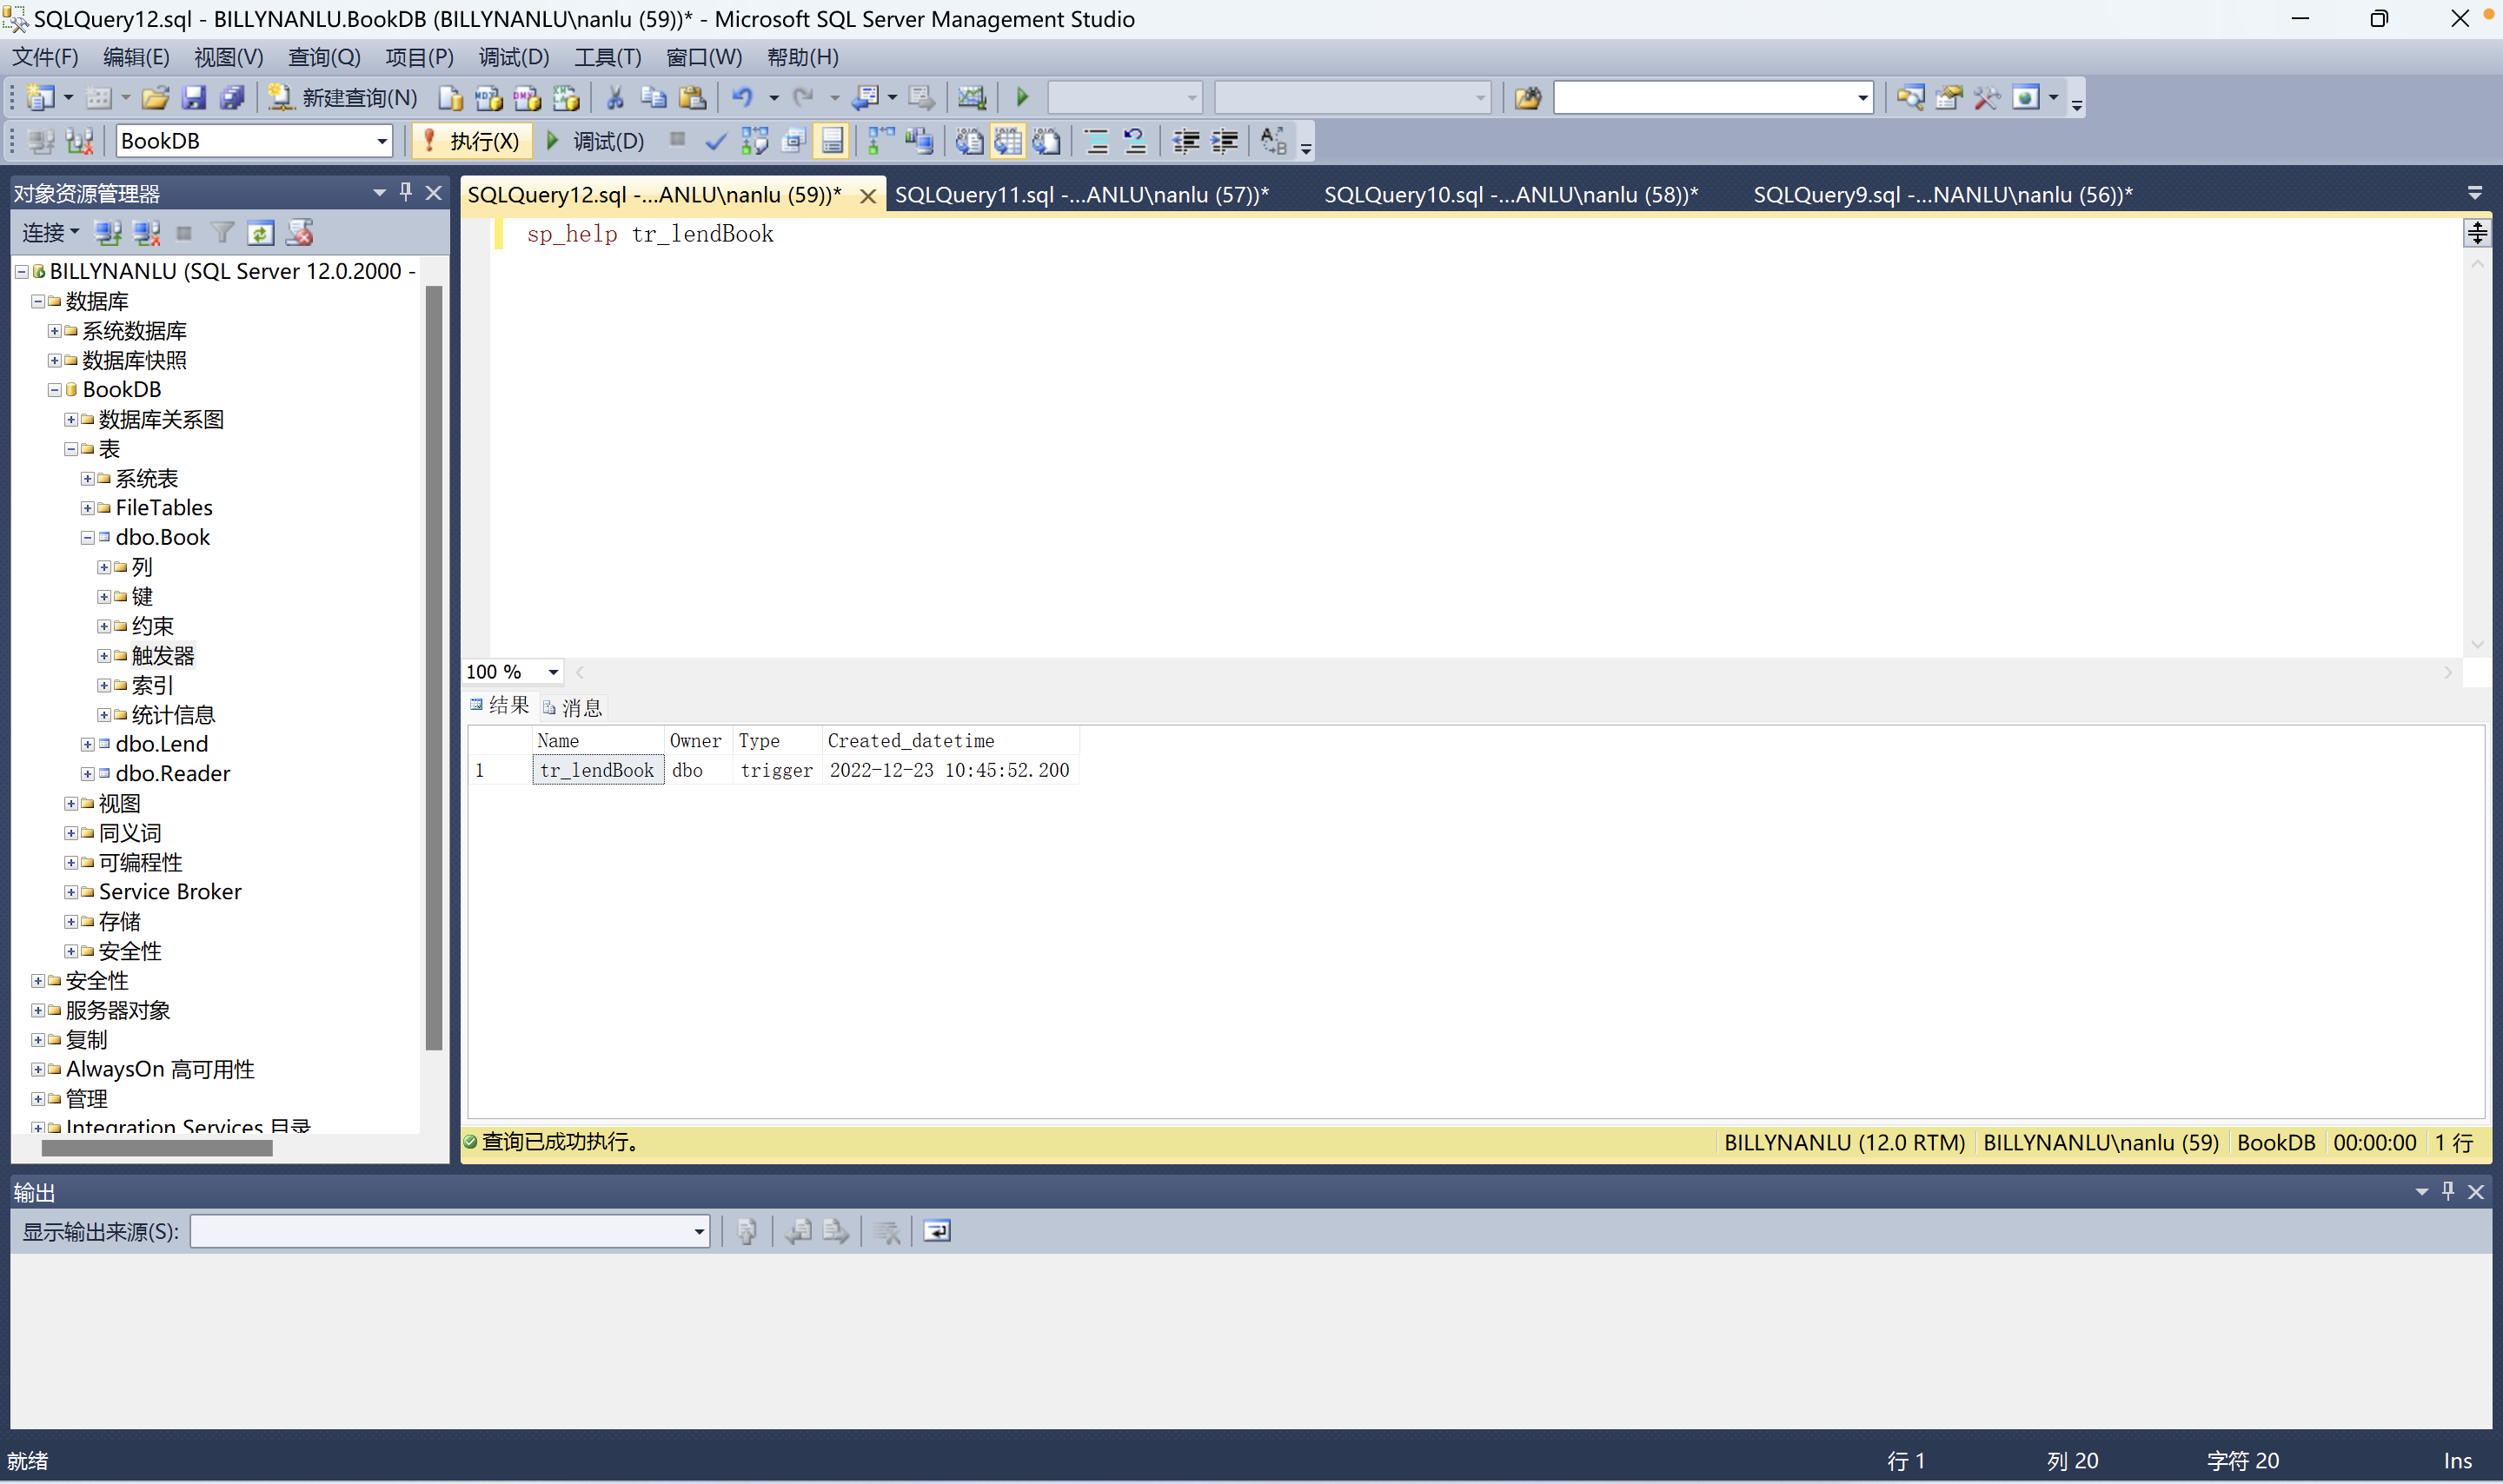 SQLQuery12.sql - BILLYNANLU.BookDB (BILLYNANLU\nanlu (59))* - Microsoft SQL Server Management Studio
文件(F) 编辑(E) 视图(V) 查询(Q) 项目(P) 调试(D) 工具(T) 窗口(W) 帮助(H)
新建查询(N)
BookDB 执行(X) 调试(D)
对象资源管理器
连接
BILLYNANLU (SQL Server 12.0.2000 -
数据库
系统数据库
数据库快照
BookDB
数据库关系图
表
系统表
FileTables
dbo.Book
列
键
约束
触发器
索引
统计信息
dbo.Lend
dbo.Reader
视图
同义词
可编程性
Service Broker
存储
安全性
安全性
服务器对象
复制
AlwaysOn 高可用性
管理
Integration Services 目录
SQLQuery12.sql -...ANLU\nanlu (59))* SQLQuery11.sql -...ANLU\nanlu (57))* SQLQuery10.sql -...ANLU\nanlu (58))* SQLQuery9.sql -...NANLU\nanlu (56))*
sp_help tr_lendBook
100 %
结果 消息
Name Owner Type Created_datetime
1 tr_lendBook dbo trigger 2022-12-23 10:45:52.200
查询已成功执行。 BILLYNANLU (12.0 RTM) BILLYNANLU\nanlu (59) BookDB 00:00:00 1 行
输出
显示输出来源(S):
就绪 行 1 列 20 字符 20 Ins